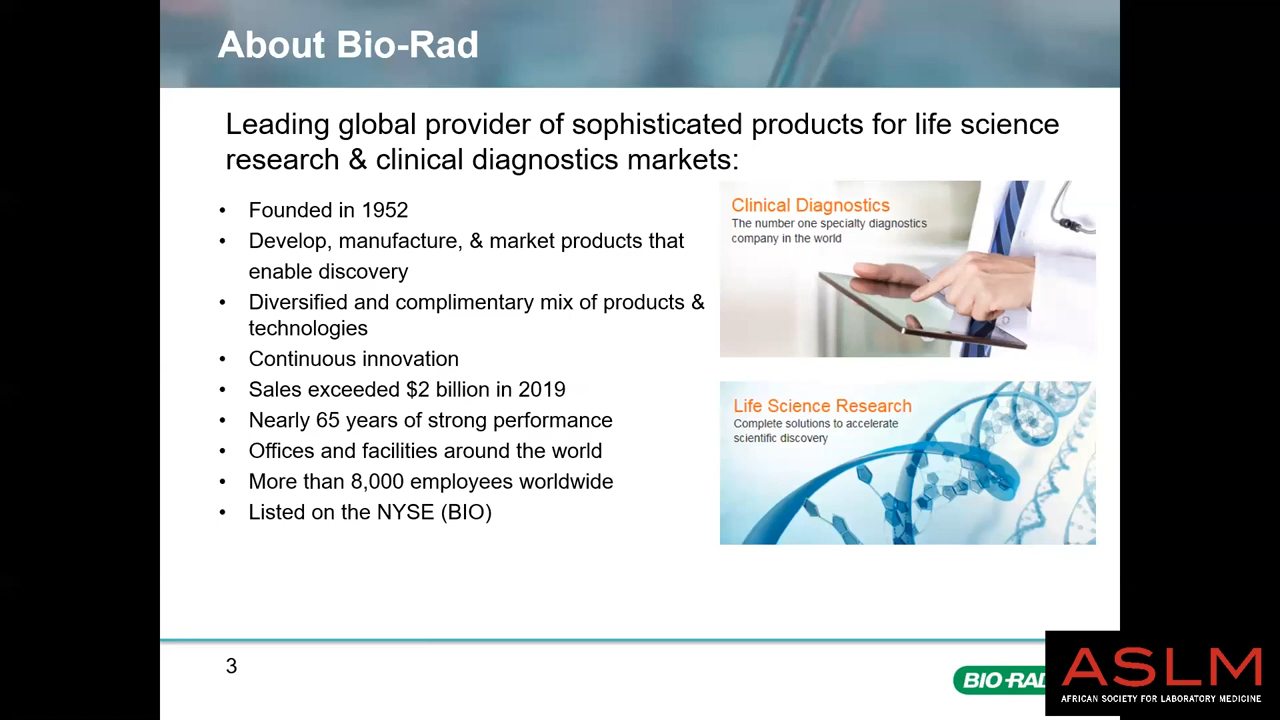 About Bio-Rad
Leading global provider of sophisticated products for life science
research & clinical diagnostics markets:
• Founded in 1952
• Develop, manufacture, & market products that
enable discovery
• Diversified and complimentary mix of products &
technologies
• Continuous innovation
• Sales exceeded $2 billion in 2019
• Nearly 65 years of strong performance
• Offices and facilities around the world
• More than 8,000 employees worldwide
• Listed on the NYSE (BIO)
Clinical Diagnostics
The number one specialty diagnostics
company in the world
Life Science Research
Complete solutions to accelerate
scientific discovery
3
BIO-RAD
ASLM
AFRICAN SOCIETY FOR LABORATORY MEDICINE